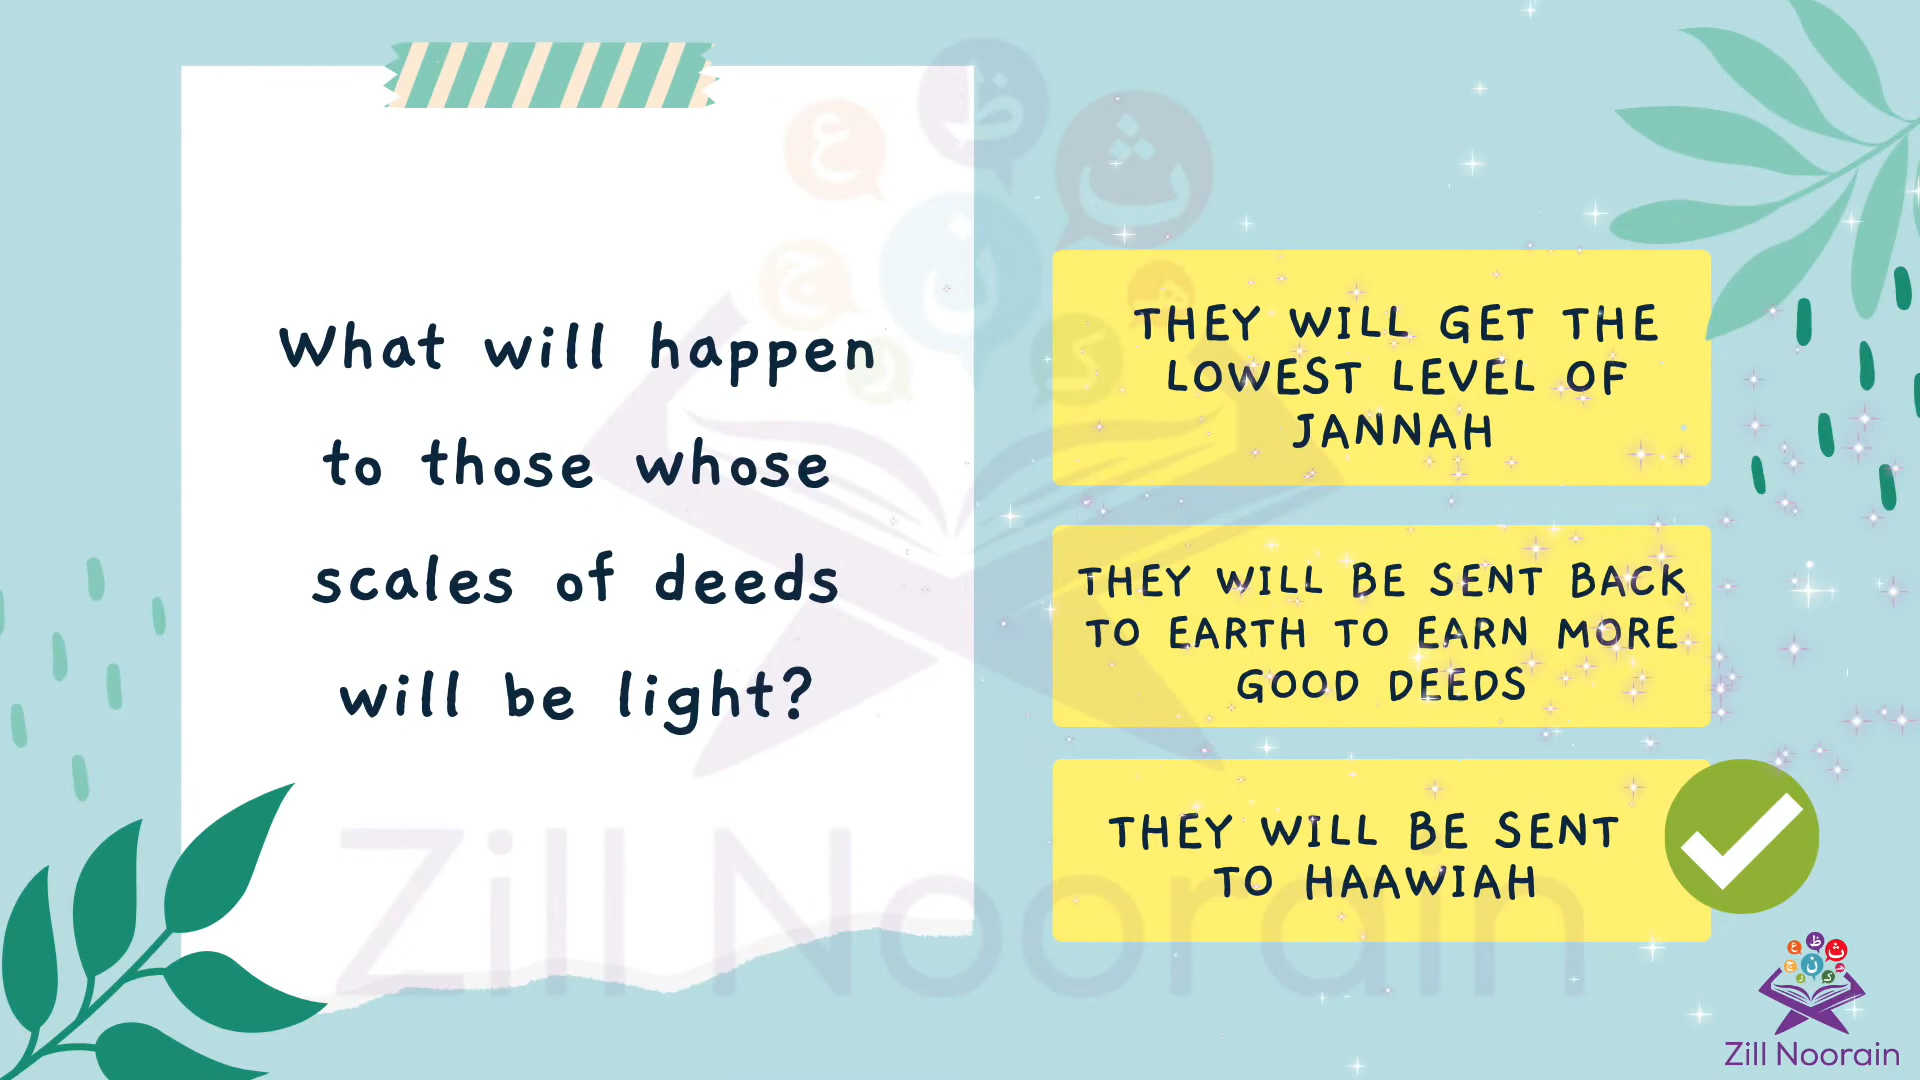 What will happen
to those whose
scales of deeds
will be light?
THEY WILL GET THE
LOWEST LEVEL OF
JANNAH
THEY WILL BE SENT BACK
TO EARTH TO EARN MORE
GOOD DEEDS
THEY WILL BE SENT
TO HAAWIAH
ع
ظ
ث
ج
ن
خ
د
ک
Zill Noorain
Zill Noorain